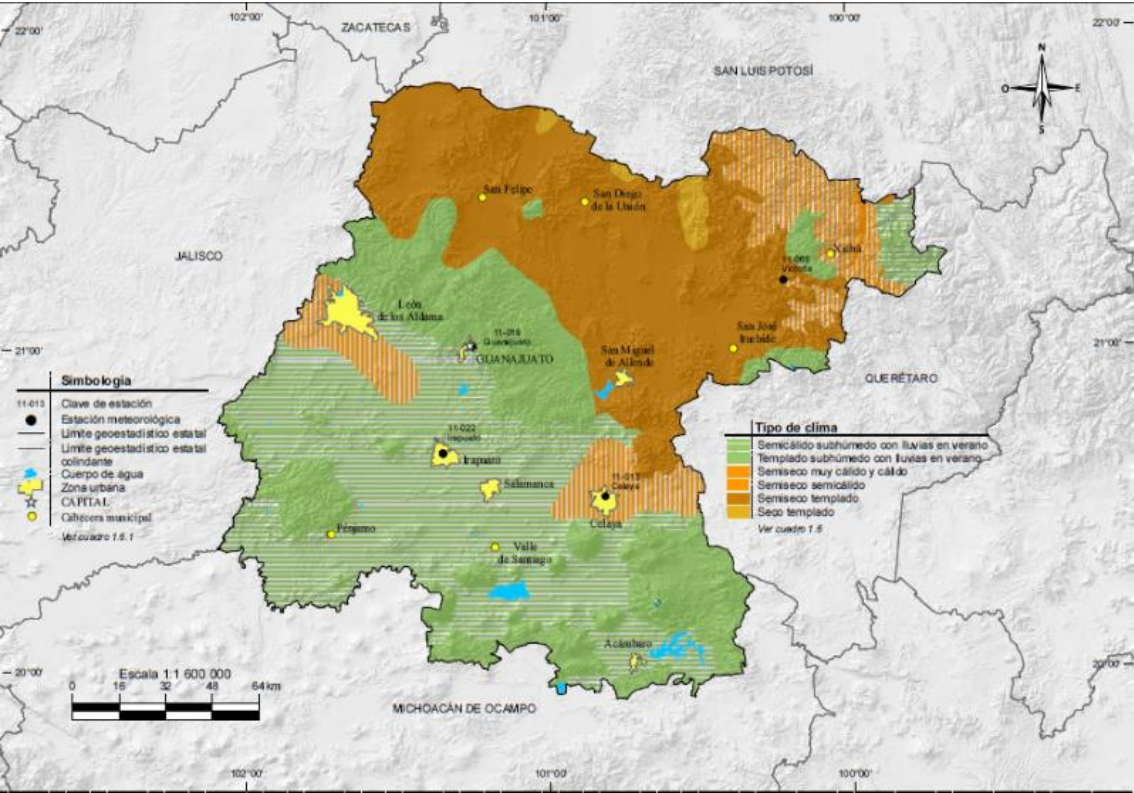 102°00'
101°00'
100°00'
22°00'
22°00'
ZACATECAS
SAN LUIS POTOSÍ
N
O
E
S
San Felipe
San Diego
de la Unión
Xichú
11-065
Victoria
JALISCO
León
de los Aldama
11-019
Guanajuato
GUANAJUATO
San José
Iturbide
San Miguel
de Allende
21°00'
21°00'
QUERÉTARO
Simbología
11-013 Clave de estación
Estación meteorológica
Límite geoestadístico estatal
Límite geoestadístico estatal
colindante
Cuerpo de agua
Zona urbana
CAPITAL
Cabecera municipal
Ver cuadro 1.6.1
11-022
Irapuato
Irapuato
Salamanca
11-013
Celaya
Celaya
Pénjamo
Valle
de Santiago
Acámbaro
Tipo de clima
Semicálido subhúmedo con lluvias en verano
Templado subhúmedo con lluvias en verano
Semiseco muy cálido y cálido
Semiseco semicálido
Semiseco templado
Seco templado
Ver cuadro 1.6
20°00'
20°00'
Escala 1:1 600 000
0 16 32 48 64 km
MICHOACÁN DE OCAMPO
102°00'
101°00'
100°00'